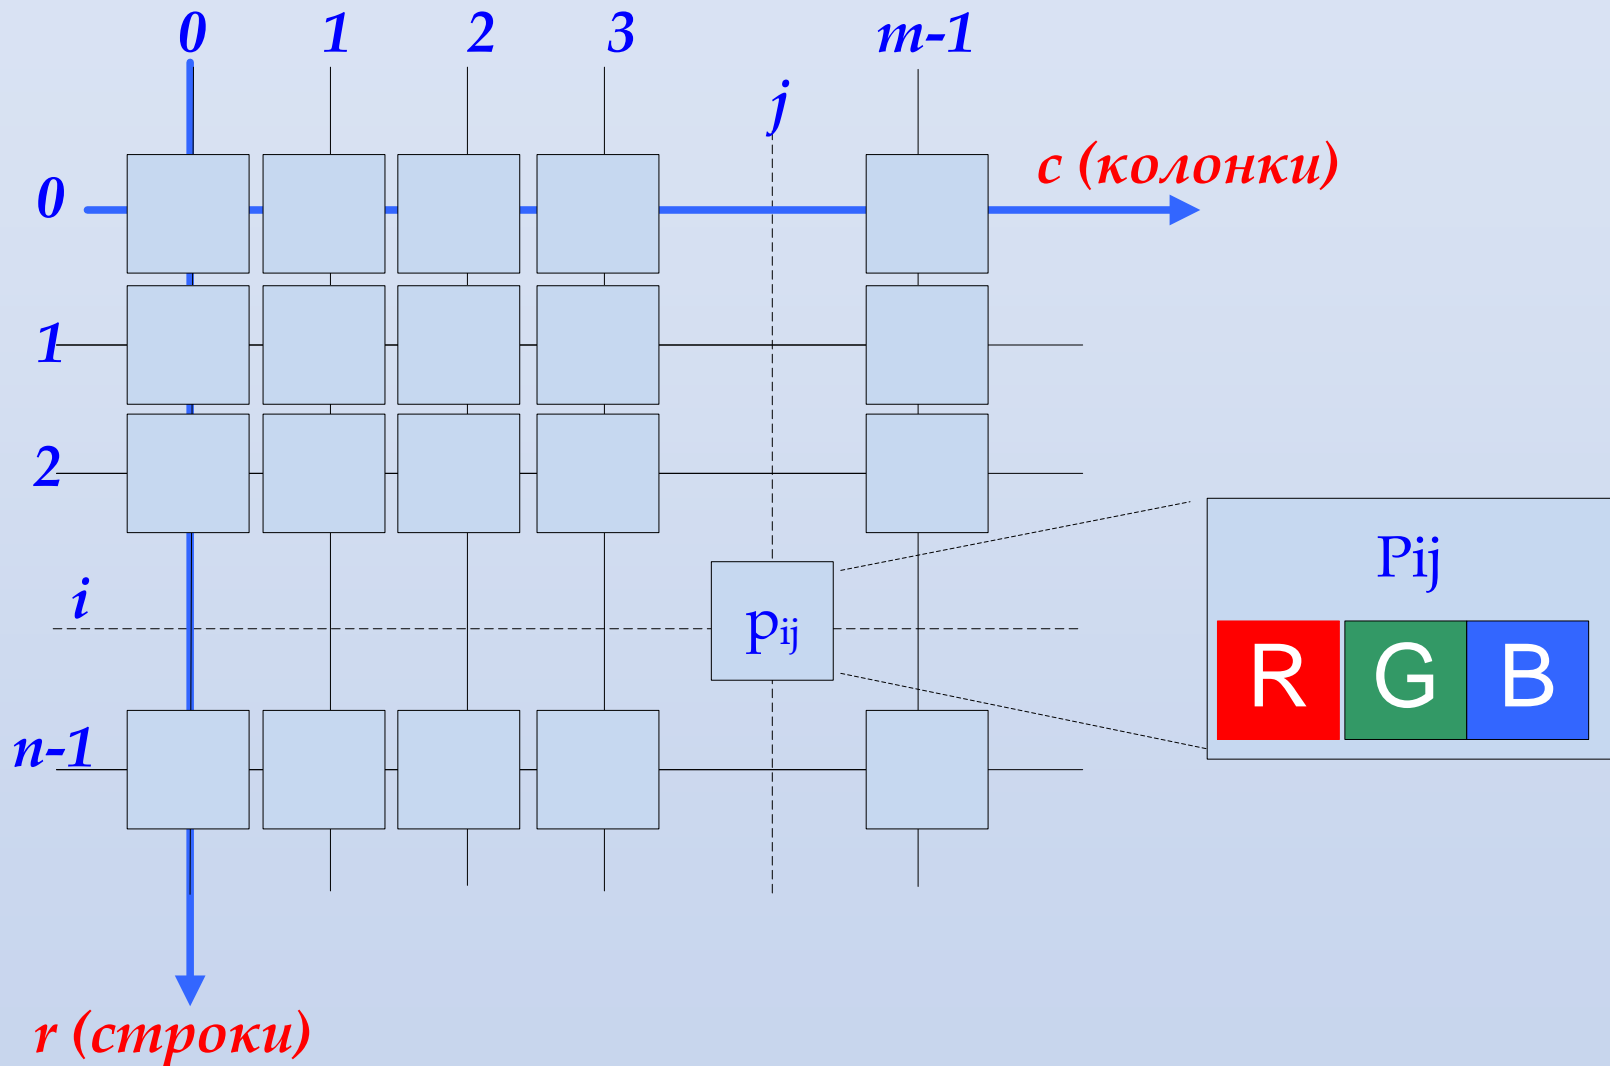 0 1 2 3 m-1
j
c (колонки)
0
1
2
i
pij
n-1
Pij
R G B
r (строки)